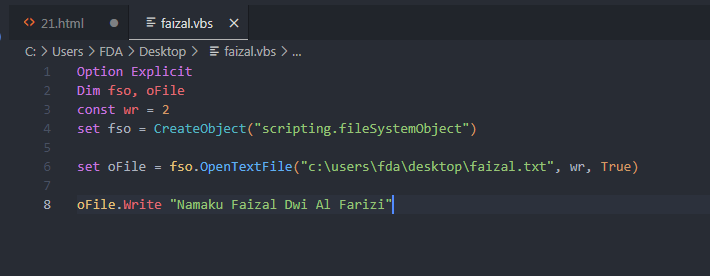 <> 21.html ● faizal.vbs ×
C: > Users > FDA > Desktop > faizal.vbs > ...
1 Option Explicit
2 Dim fso, oFile
3 const wr = 2
4 set fso = CreateObject("scripting.fileSystemObject")
5
6 set oFile = fso.OpenTextFile("c:\users\fda\desktop\faizal.txt", wr, True)
7
8 oFile.Write "Namaku Faizal Dwi Al Farizi"